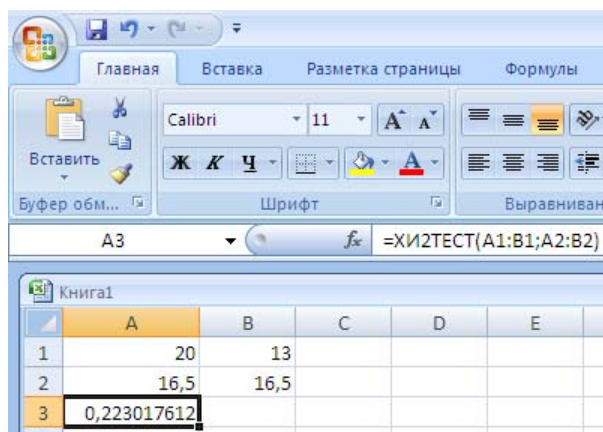 Главная Вставка Разметка страницы Формулы
Calibri 11 A A
Вставить Ж К Ч
Буфер обм... Шрифт Выравниван
A3 fx =ХИ2ТЕСТ(A1:B1;A2:B2)
Книга1
A B C D E
1 20 13
2 16,5 16,5
3 0,223017612